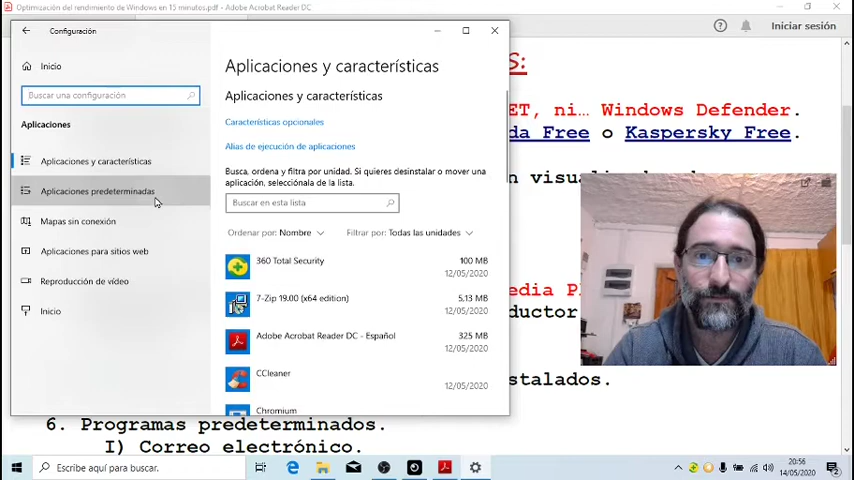 Optimización del rendimiento de Windows en 15 minutos.pdf - Adobe Acrobat Reader DC
Iniciar sesión
Configuración
Inicio
Buscar una configuración
Aplicaciones
Aplicaciones y características
Aplicaciones predeterminadas
Mapas sin conexión
Aplicaciones para sitios web
Reproducción de vídeo
Inicio
Aplicaciones y características
Aplicaciones y características
Características opcionales
Alias de ejecución de aplicaciones
Busca, ordena y filtra por unidad. Si quieres desinstalar o mover una
aplicación, selecciónala de la lista.
Buscar en esta lista
Ordenar por: Nombre
Filtrar por: Todas las unidades
360 Total Security
100 MB
12/05/2020
7-Zip 19.00 (x64 edition)
5,13 MB
12/05/2020
Adobe Acrobat Reader DC - Español
325 MB
12/05/2020
CCleaner
12/05/2020
Chromium
S:
ET, ni… Windows Defender.
da Free o Kaspersky Free.
n visual
edia P
ductor
stalados.
6. Programas predeterminados.
I) Correo electrónico.
Escribe aquí para buscar.
20:56
14/05/2020
2